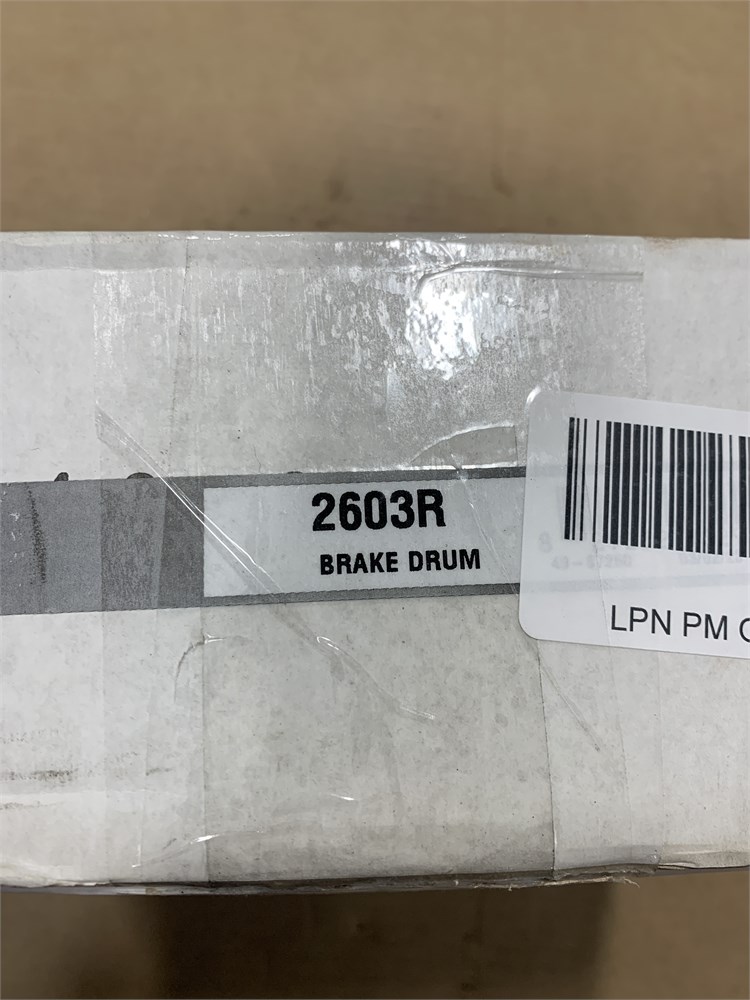 2603R
BRAKE DRUM
LPN PM